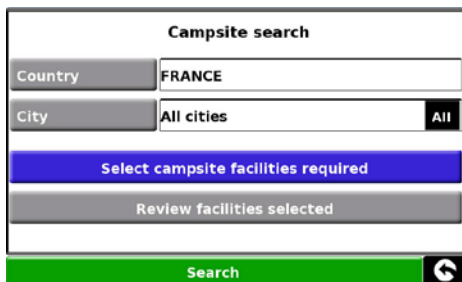 Campsite search
Country FRANCE
City All cities All
Select campsite facilities required
Review facilities selected
Search